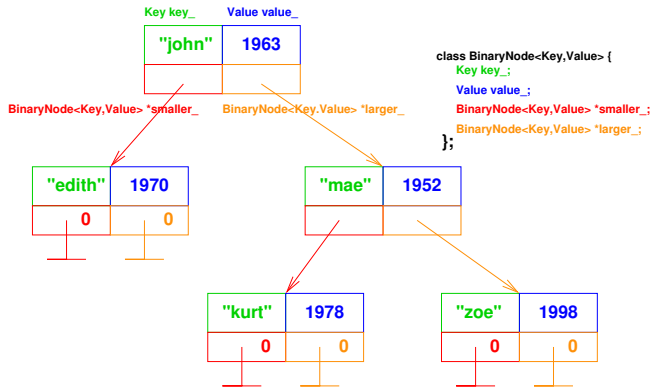 Key key_ Value value_
"john" 1963
class BinaryNode<Key,Value> {
Key key_;
Value value_;
BinaryNode<Key,Value> *smaller_;
BinaryNode<Key,Value> *larger_;
};
BinaryNode<Key,Value> *smaller_ BinaryNode<Key.Value> *larger_
"edith" 1970 "mae" 1952
0 0
"kurt" 1978 "zoe" 1998
0 0 0 0